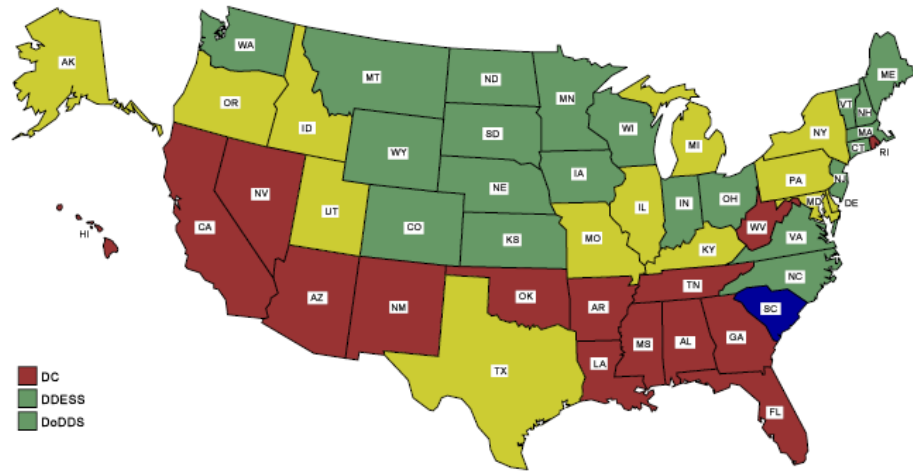 AK
WA
MT
ND
MN
ME
VT
NH
OR
ID
SD
WI
NY
MA
MI
CT
RI
WY
IA
PA
NJ
NE
NV
OH
IL
IN
MD
DE
UT
CA
CO
WV
VA
HI
KS
MO
KY
TN
NC
AZ
NM
OK
AR
SC
MS
AL
GA
LA
TX
DC
DDESS
FL
DoDDS